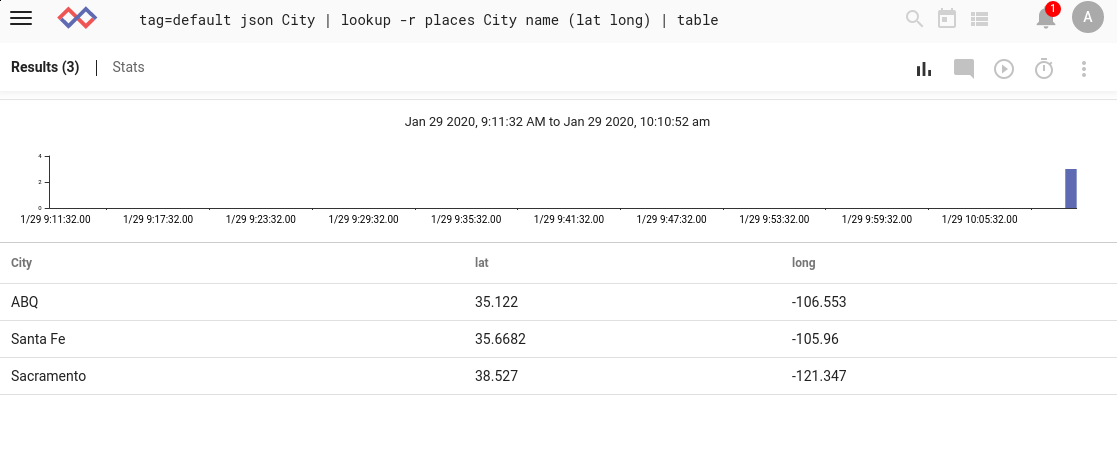 tag=default json City | lookup -r places City name (lat long) | table
1
A
Results (3) | Stats
Jan 29 2020, 9:11:32 AM to Jan 29 2020, 10:10:52 am
4
2
0
1/29 9:11:32.00 1/29 9:17:32.00 1/29 9:23:32.00 1/29 9:29:32.00 1/29 9:35:32.00 1/29 9:41:32.00 1/29 9:47:32.00 1/29 9:53:32.00 1/29 9:59:32.00 1/29 10:05:32.00
City lat long
ABQ 35.122 -106.553
Santa Fe 35.6682 -105.96
Sacramento 38.527 -121.347